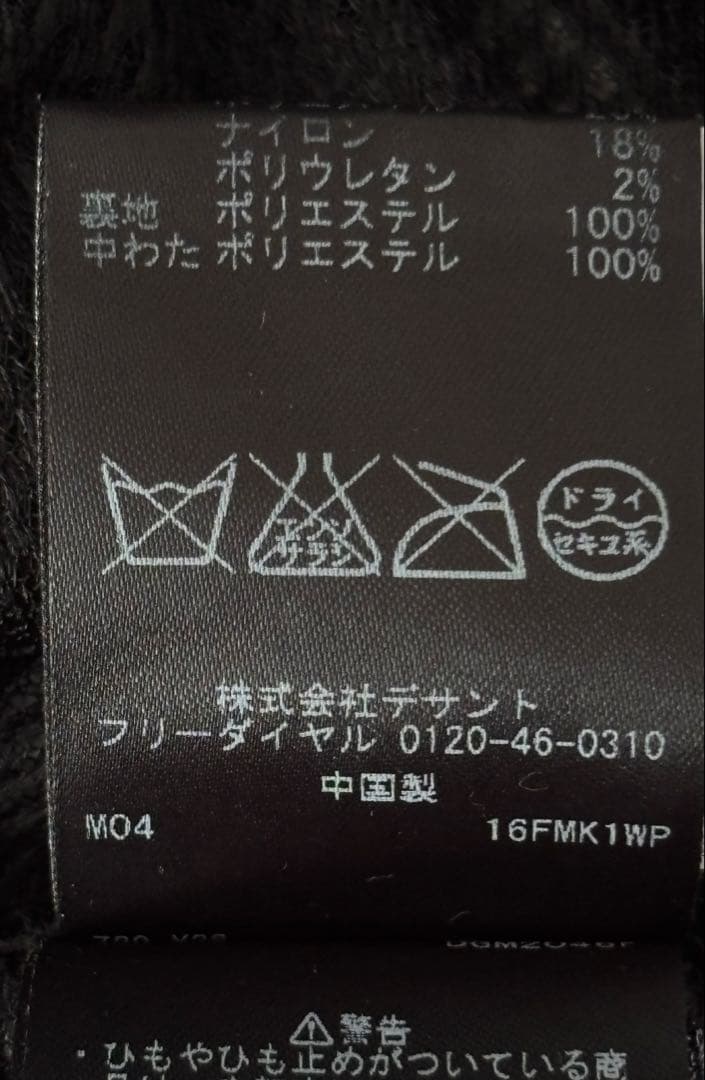 ナイロン 18%
ポリウレタン 2%
裏地 ポリエステル 100%
中わた ポリエステル 100%
エンソ
サラシ
ドライ
セキユ系
株式会社デサント
フリーダイヤル 0120-46-0310
中国製
M04 16FMK1WP
⚠警告
・ひもやひも止めがついている商